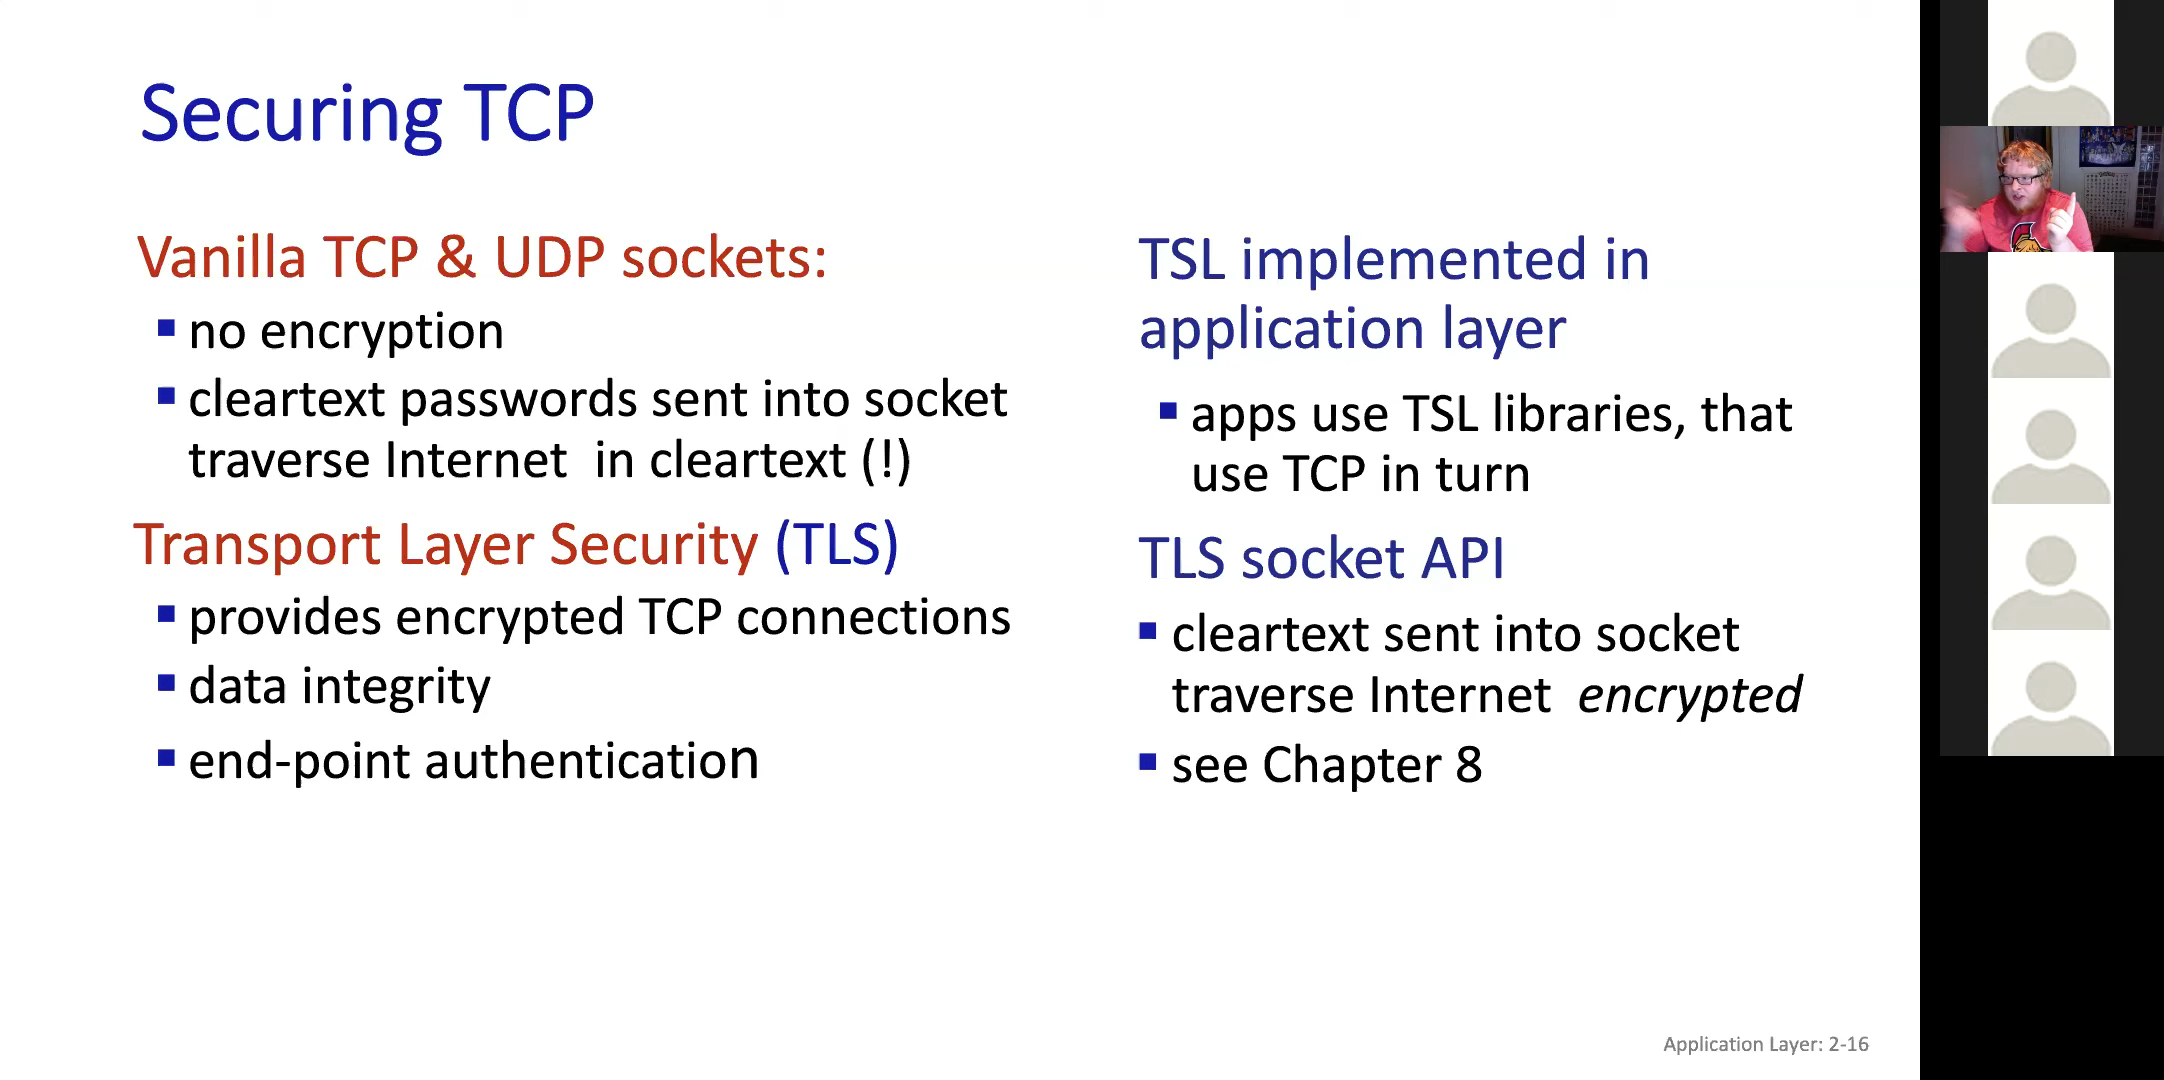 Securing TCP
Vanilla TCP & UDP sockets:
▪ no encryption
▪ cleartext passwords sent into socket
traverse Internet in cleartext (!)
Transport Layer Security (TLS)
▪ provides encrypted TCP connections
▪ data integrity
▪ end-point authentication
TSL implemented in
application layer
▪ apps use TSL libraries, that
use TCP in turn
TLS socket API
▪ cleartext sent into socket
traverse Internet encrypted
▪ see Chapter 8
Application Layer: 2-16